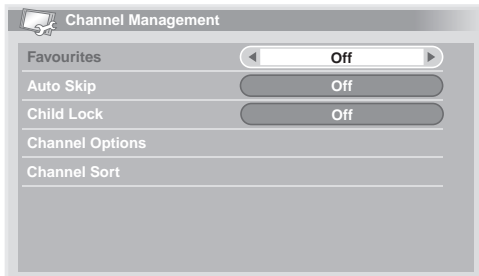 Channel Management
Favourites Off
Auto Skip Off
Child Lock Off
Channel Options
Channel Sort